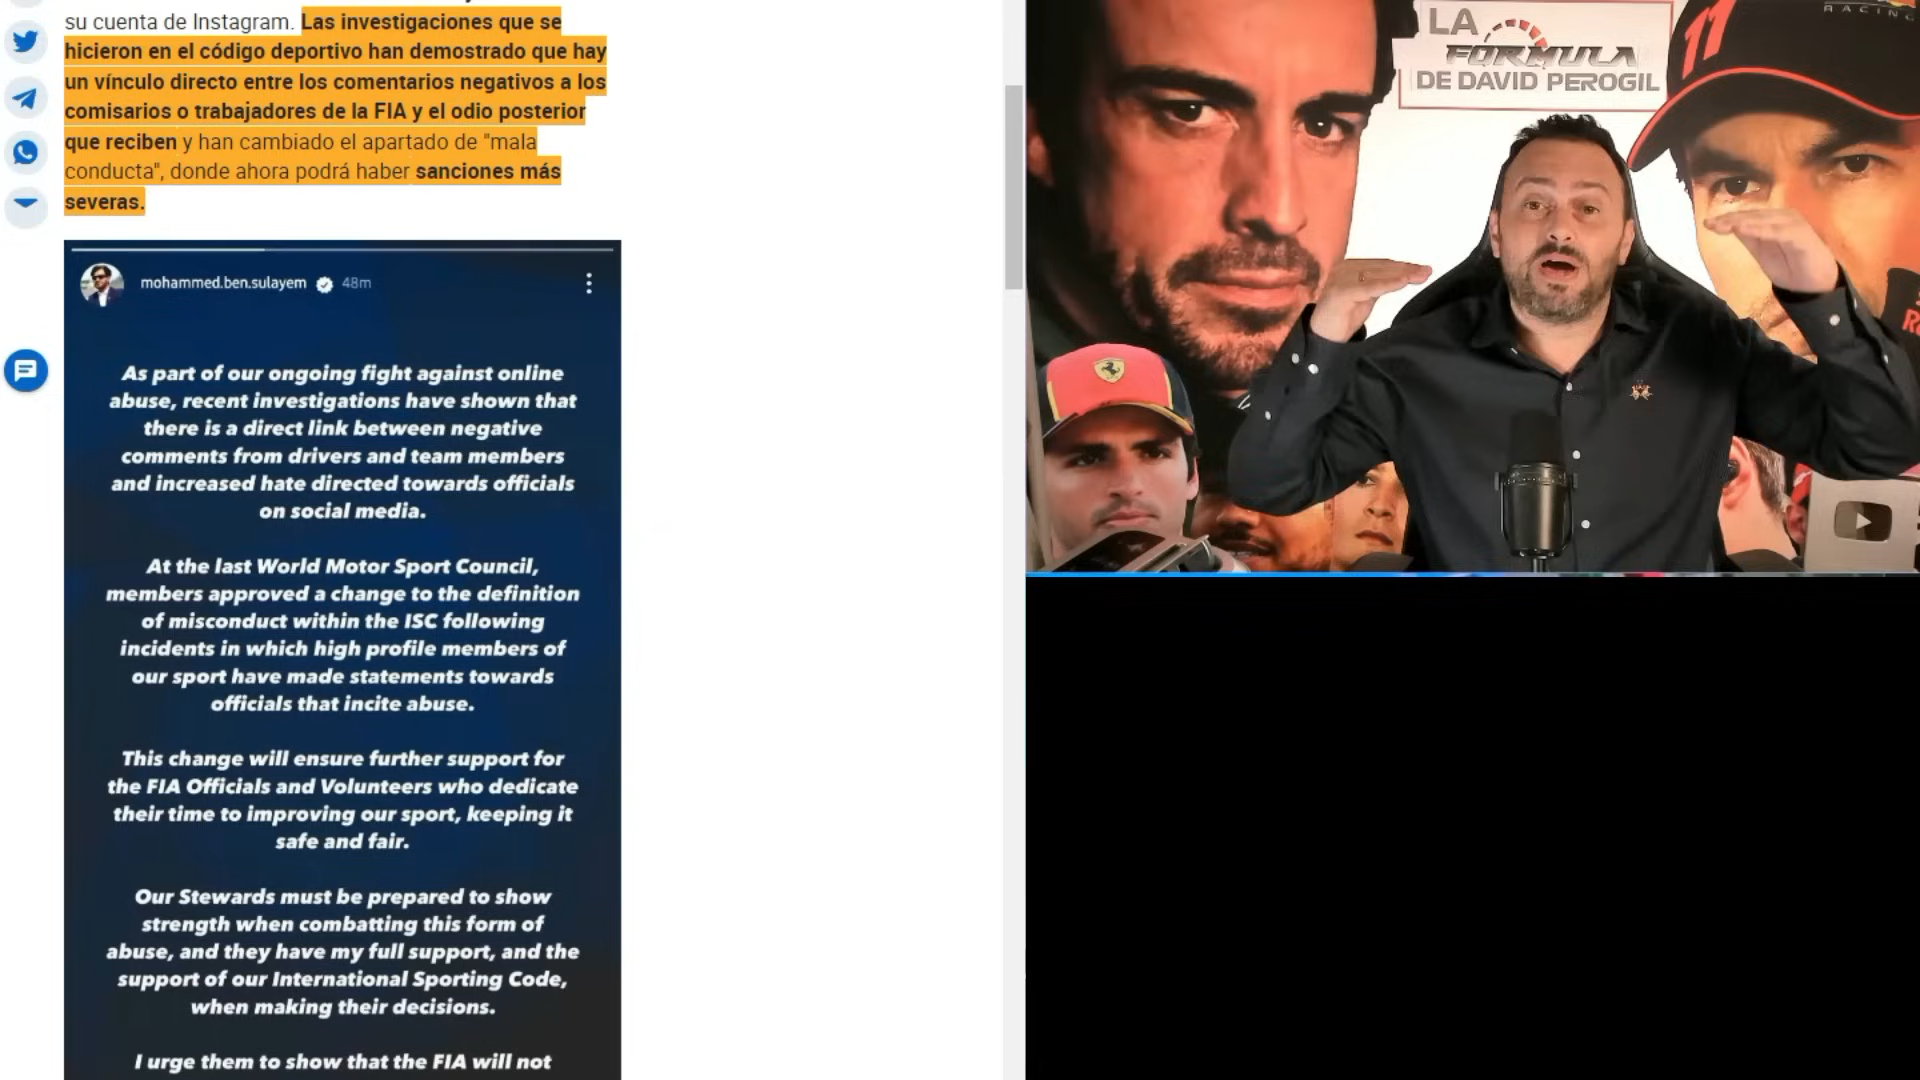 su cuenta de Instagram. Las investigaciones que se
hicieron en el código deportivo han demostrado que hay
un vínculo directo entre los comentarios negativos a los
comisarios o trabajadores de la FIA y el odio posterior
que reciben y han cambiado el apartado de "mala
conducta", donde ahora podrá haber sanciones más
severas.
mohammed.ben.sulayem 48m
As part of our ongoing fight against online
abuse, recent investigations have shown that
there is a direct link between negative
comments from drivers and team members
and increased hate directed towards officials
on social media.
At the last World Motor Sport Council,
members approved a change to the definition
of misconduct within the ISC following
incidents in which high profile members of
our sport have made statements towards
officials that incite abuse.
This change will ensure further support for
the FIA Officials and Volunteers who dedicate
their time to improving our sport, keeping it
safe and fair.
Our Stewards must be prepared to show
strength when combatting this form of
abuse, and they have my full support, and the
support of our International Sporting Code,
when making their decisions.
I urge them to show that the FIA will not
LA
FORMULA
DE DAVID PEROGIL
11
RACING